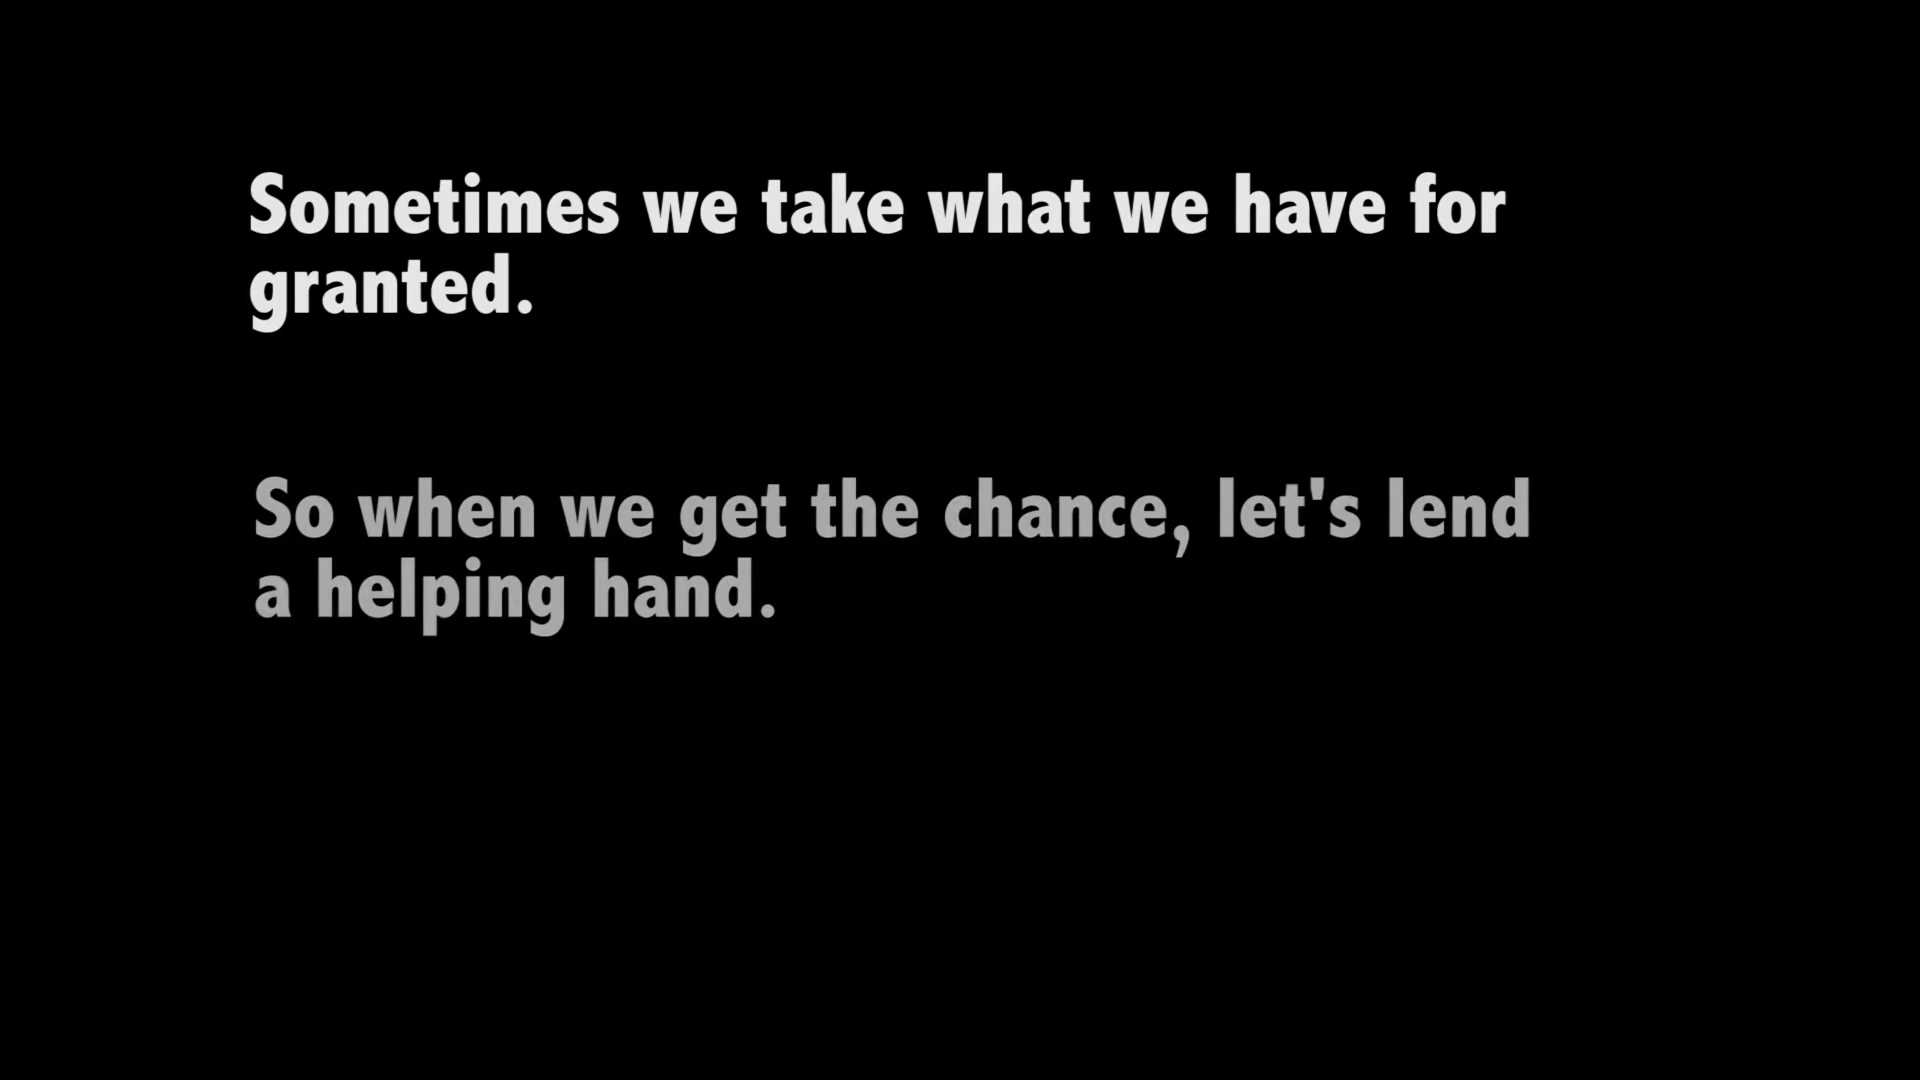 Sometimes we take what we have for
granted.
So when we get the chance, let's lend
a helping hand.